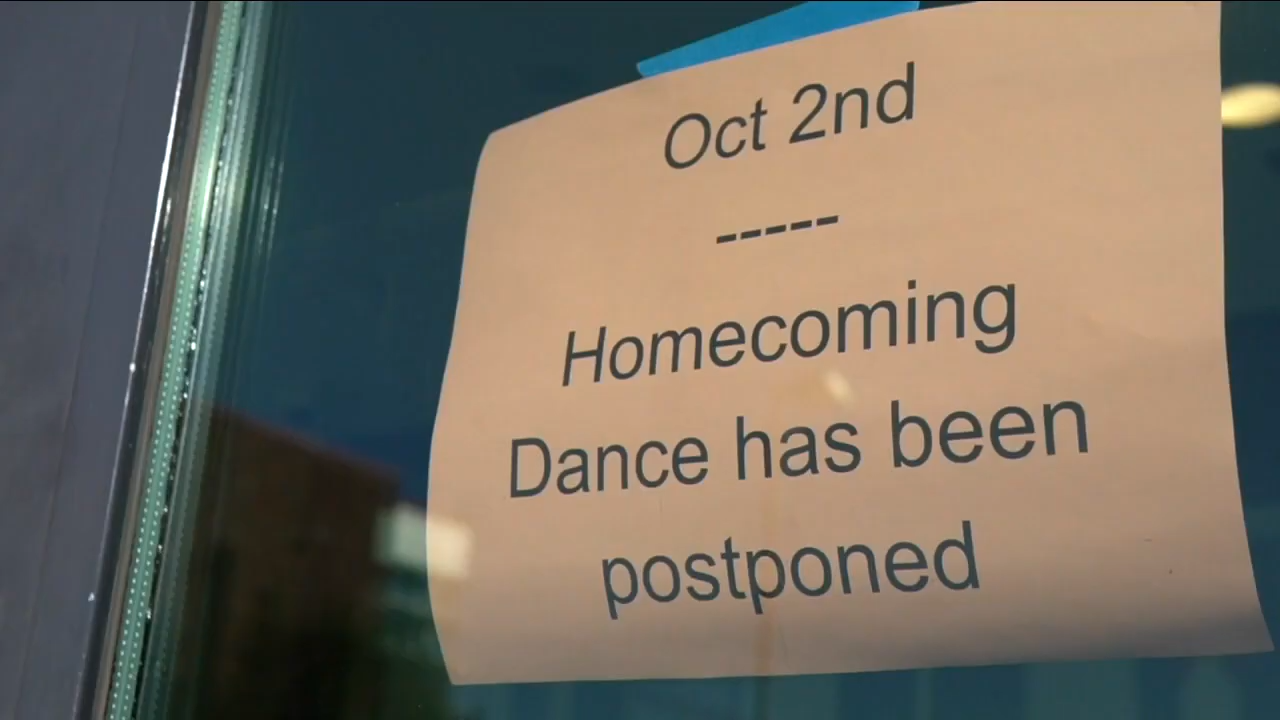 Oct 2nd
-----
Homecoming
Dance has been
postponed